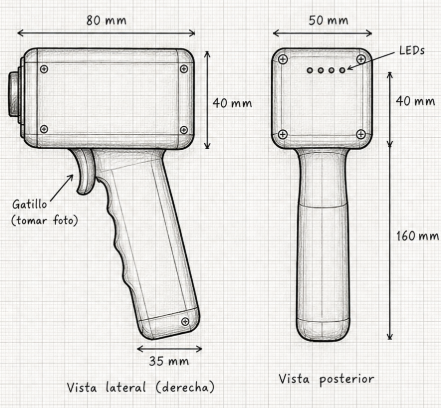 80 mm
50 mm
LEDs
40 mm
40 mm
Gatillo
(tomar foto)
160 mm
35 mm
Vista lateral (derecha)
Vista posterior